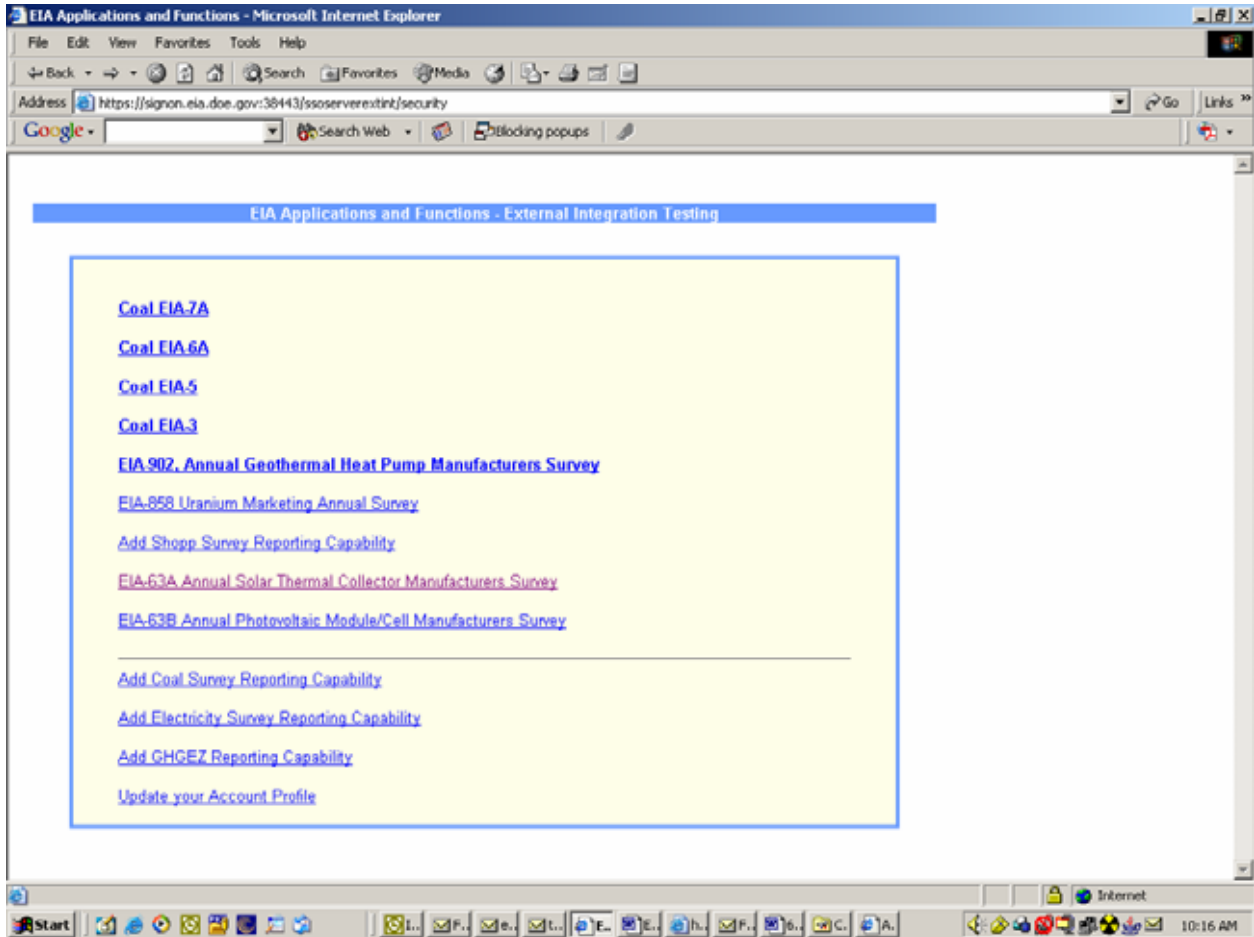 EIA Applications and Functions - Microsoft Internet Explorer
File Edit View Favorites Tools Help
Back Search Favorites Media
Address https://signon.eia.doe.gov:38443/ssoserverextint/security Go Links »
Google Search Web Blocking popups
EIA Applications and Functions - External Integration Testing
Coal EIA-7A
Coal EIA-6A
Coal EIA-5
Coal EIA-3
EIA-902, Annual Geothermal Heat Pump Manufacturers Survey
EIA-858 Uranium Marketing Annual Survey
Add Shopp Survey Reporting Capability
EIA-63A Annual Solar Thermal Collector Manufacturers Survey
EIA-63B Annual Photovoltaic Module/Cell Manufacturers Survey
Add Coal Survey Reporting Capability
Add Electricity Survey Reporting Capability
Add GHGEZ Reporting Capability
Update your Account Profile
Internet
Start I... F... e... t... E... E... h... F... 6... C... A... 10:16 AM